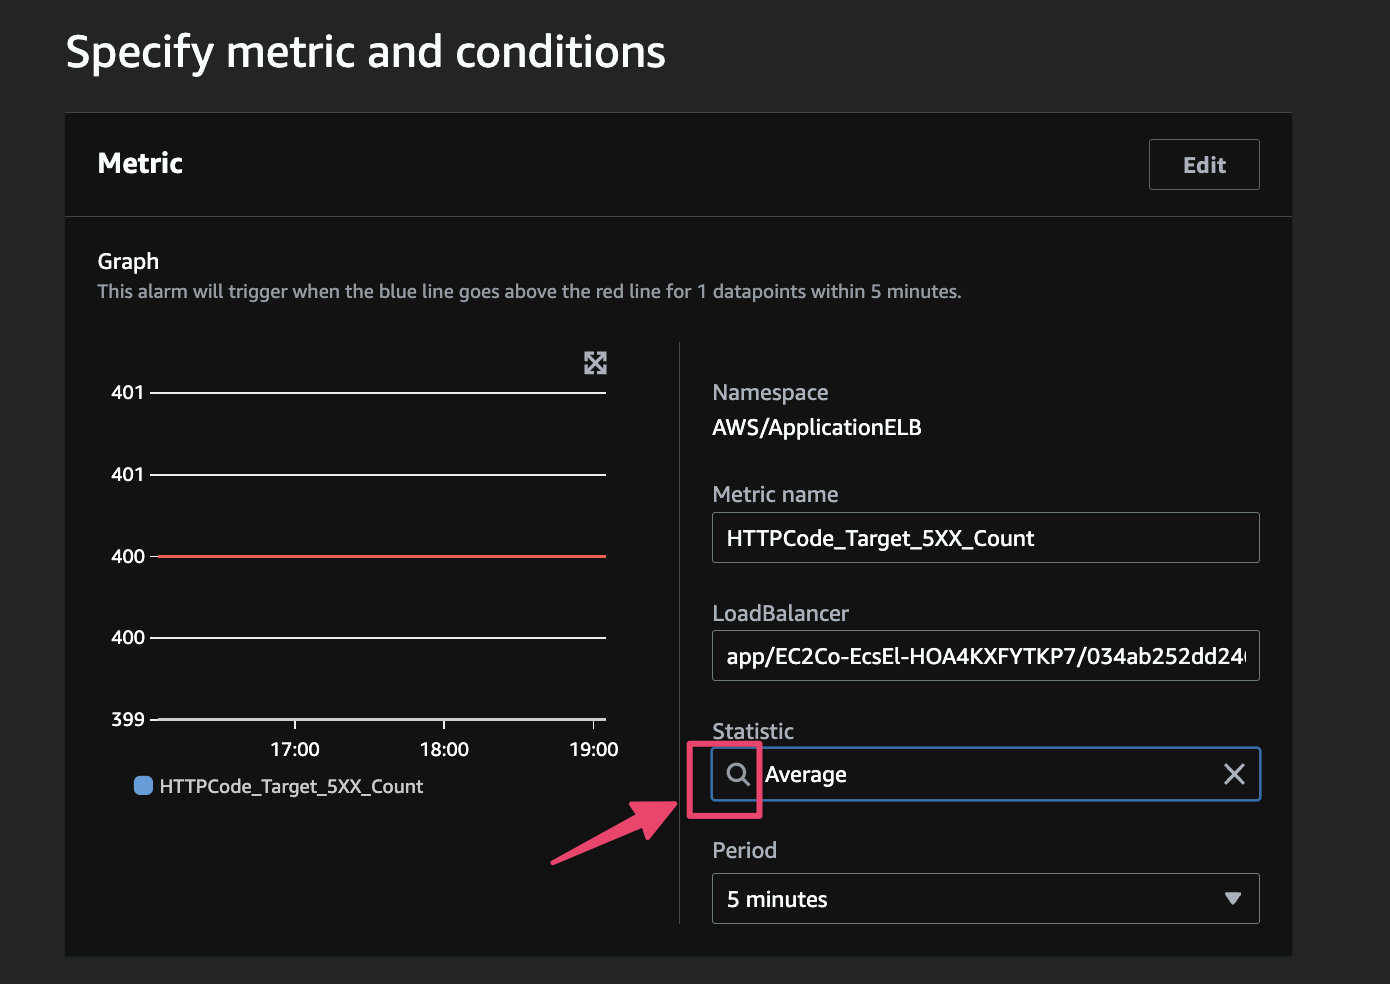 Specify metric and conditions
Metric
Edit
Graph
This alarm will trigger when the blue line goes above the red line for 1 datapoints within 5 minutes.
401
401
400
400
399
17:00 18:00 19:00
HTTPCode_Target_5XX_Count
Namespace
AWS/ApplicationELB
Metric name
HTTPCode_Target_5XX_Count
LoadBalancer
app/EC2Co-EcsEl-HOA4KXFYTKP7/034ab252dd24
Statistic
Average
Period
5 minutes